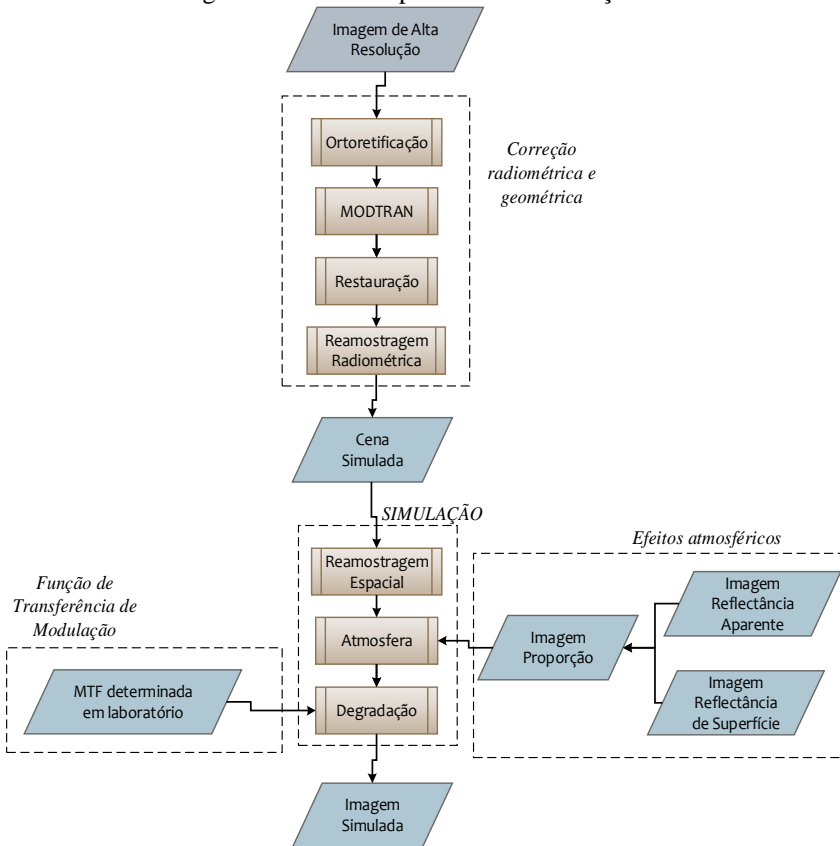 Imagem de Alta
Resolução
Ortoretificação
Correção
radiométrica e
geométrica
MODTRAN
Restauração
Reamostragem
Radiométrica
Cena
Simulada
SIMULAÇÃO
Efeitos atmosféricos
Reamostragem
Espacial
Função de
Transferência de
Modulação
Imagem
Reflectância
Aparente
Atmosfera
Imagem
Proporção
MTF determinada
em laboratório
Degradação
Imagem
Reflectância
de Superfície
Imagem
Simulada